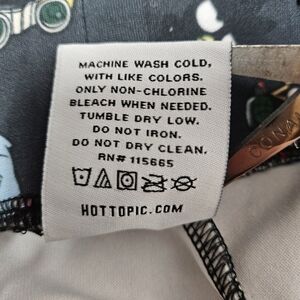 MACHINE WASH COLD,
WITH LIKE COLORS.
ONLY NON-CHLORINE
BLEACH WHEN NEEDED.
TUMBLE DRY LOW.
DO NOT IRON.
DO NOT DRY CLEAN.
RN# 115665
HOTTOPIC.COM